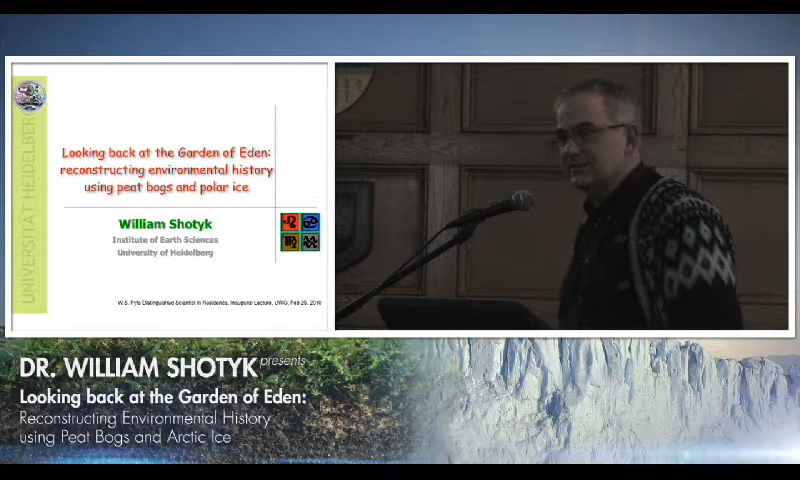 UNIVERSITÄT HEIDELBERG
Looking back at the Garden of Eden:
reconstructing environmental history
using peat bogs and polar ice
William Shotyk
Institute of Earth Sciences
University of Heidelberg
W.S. Fyfe Distinguished Scientist in Residence, Inaugural Lecture, UWO, Feb 26, 2010
DR. WILLIAM SHOTYK presents
Looking back at the Garden of Eden:
Reconstructing Environmental History
using Peat Bogs and Arctic Ice